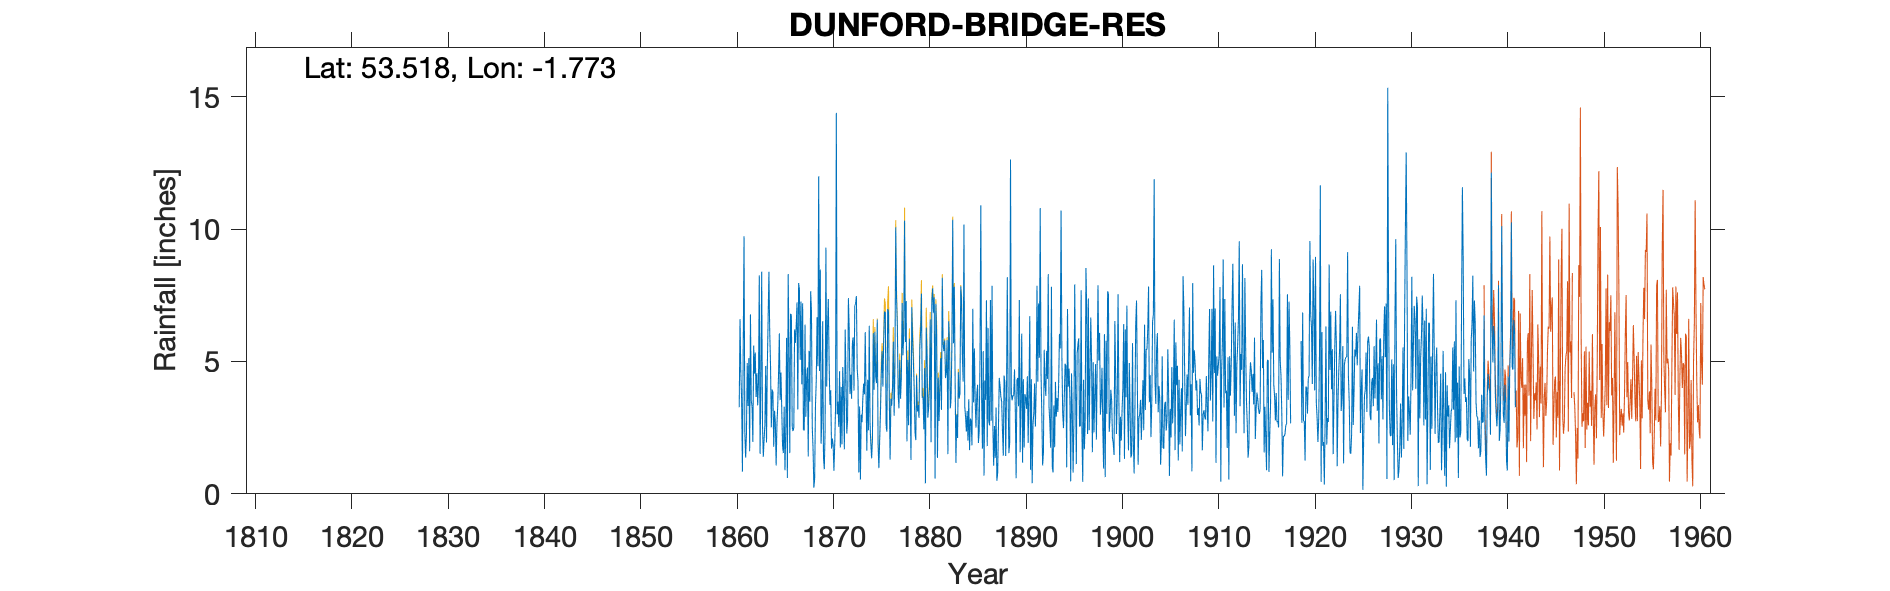 DUNFORD-BRIDGE-RES
Lat: 53.518, Lon: -1.773
15
10
5
0
Rainfall [inches]
1810 1820 1830 1840 1850 1860 1870 1880 1890 1900 1910 1920 1930 1940 1950 1960
Year